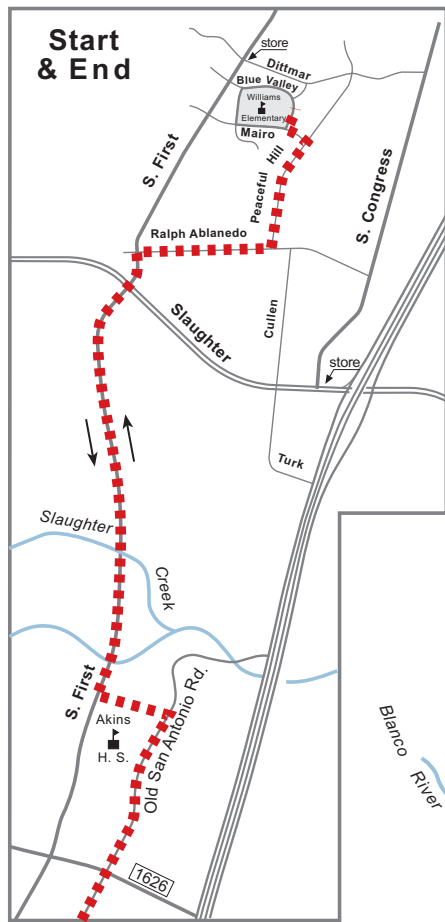 Start
& End
store
Dittmar
Blue Valley
Williams
Elementary
Mairo
S. First
Hill
Peaceful
S. Congress
Ralph Ablanedo
Cullen
Slaughter
store
Turk
Slaughter
Creek
S. First
Old San Antonio Rd.
Akins
H. S.
Blanco
River
1626